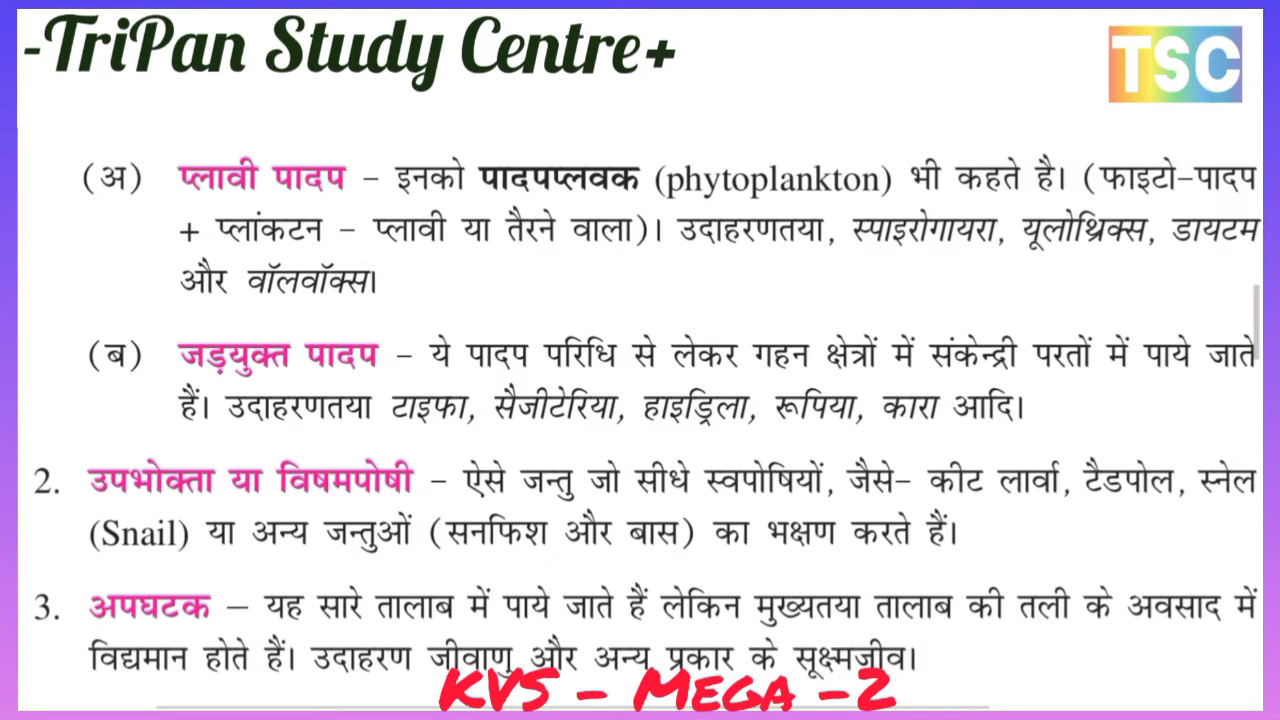 -TriPan Study Centre+
TSC
(अ) प्लावी पादप – इनको पादपप्लवक (phytoplankton) भी कहते है। (फाइटो-पादप
+ प्लांकटन – प्लावी या तैरने वाला)। उदाहरणतया, स्पाइरोगायरा, यूलोथ्रिक्स, डायटम
और वॉलवॉक्स।
(ब) जड़युक्त पादप – ये पादप परिधि से लेकर गहन क्षेत्रों में संकेन्द्री परतों में पाये जाते
हैं। उदाहरणतया टाइफा, सैजीटेरिया, हाइड्रिला, रूपिया, कारा आदि।
2. उपभोक्ता या विषमपोषी – ऐसे जन्तु जो सीधे स्वपोषियों, जैसे– कीट लार्वा, टैडपोल, स्नेल
(Snail) या अन्य जन्तुओं (सनफिश और बास) का भक्षण करते हैं।
3. अपघटक – यह सारे तालाब में पाये जाते हैं लेकिन मुख्यतया तालाब की तली के अवसाद में
विद्यमान होते हैं। उदाहरण जीवाणु और अन्य प्रकार के सूक्ष्मजीव।
KVS - MEGA -2